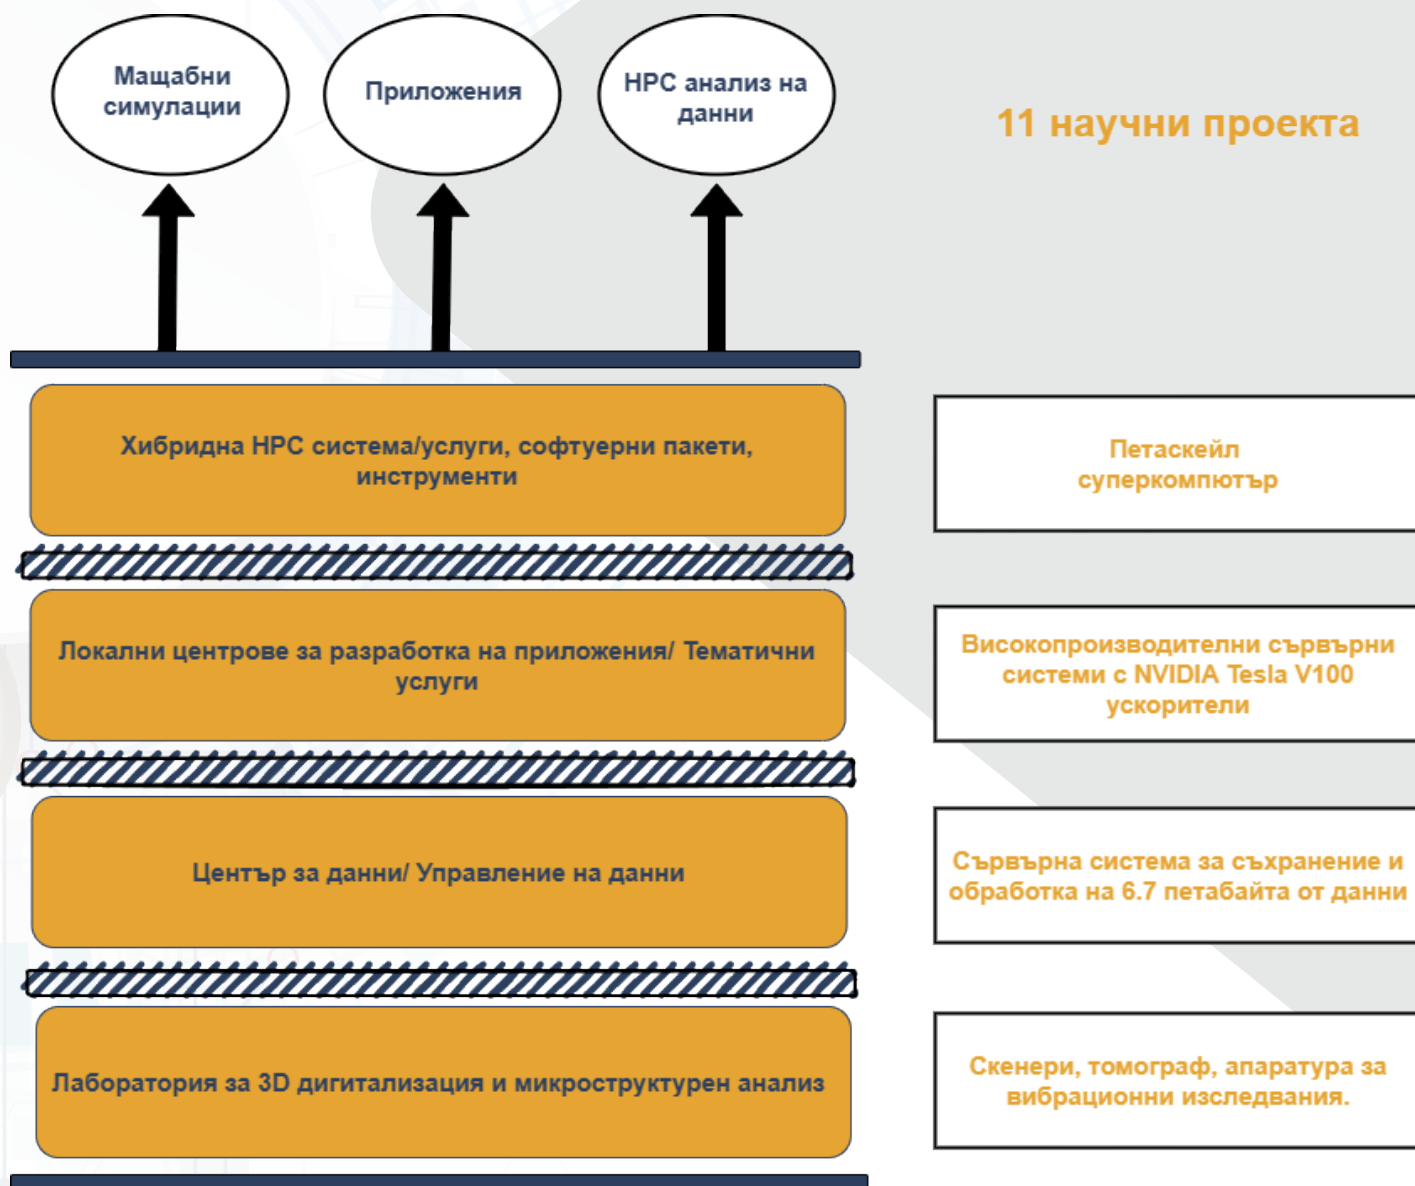 Мащабни
симулации
Приложения
HPC анализ на
данни
11 научни проекта
Хибридна HPC система/услуги, софтуерни пакети,
инструменти
Петаскейл
суперкомпютър
Локални центрове за разработка на приложения/ Тематични
услуги
Високопроизводителни сървърни
системи с NVIDIA Tesla V100
ускорители
Център за данни/ Управление на данни
Сървърна система за съхранение и
обработка на 6.7 петабайта от данни
Лаборатория за 3D дигитализация и микроструктурен анализ
Скенери, томограф, апаратура за
вибрационни изследвания.